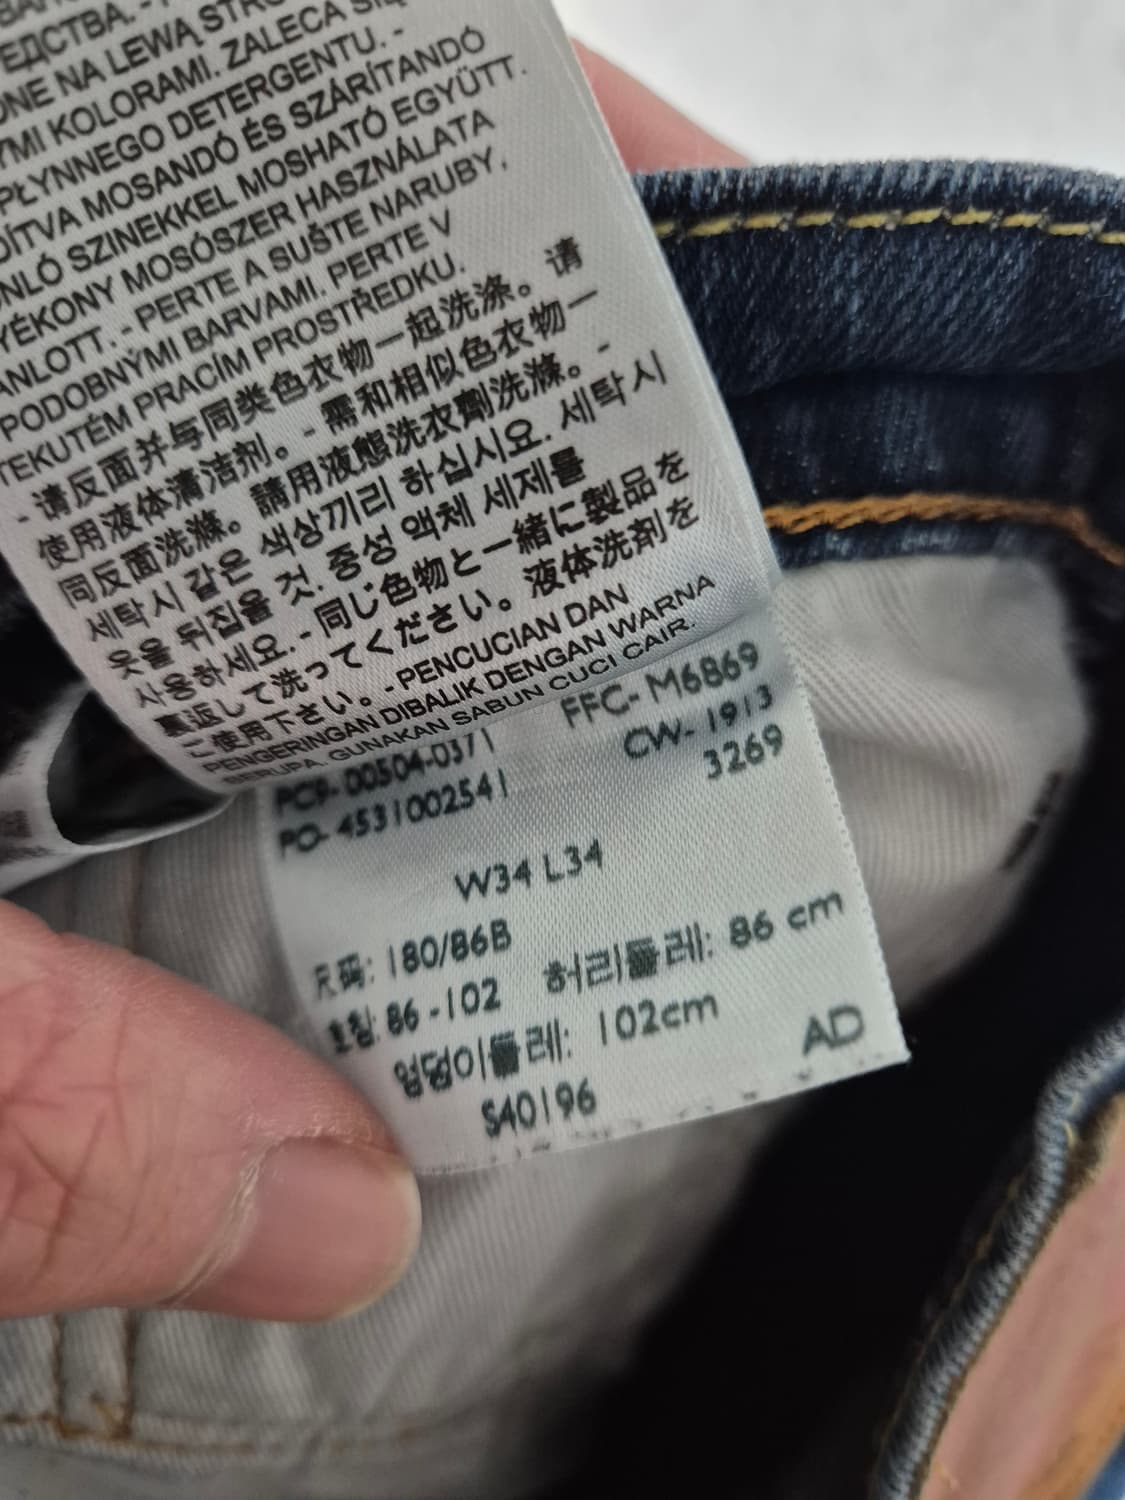 ЕДСТВА. -
ONE NA LEWĄ STRO
YMI KOLORAMI. ZALECA SIĘ
PŁYNNEGO DETERGENTU. -
DÍTVA MOSANDÓ ÉS SZÁRÍTANDÓ
ONLÓ SZINEKKEL MOSHATÓ EGYÜTT.
YÉKONY MOSÓSZER HASZNÁLATA
ANLOTT. - PERTE A SUŠTE NARUBY,
PODOBNÝMI BARVAMI. PERTE V
TEKUTÉM PRACÍM PROSTŘEDKU.
- 请反面并与同类色衣物一起洗涤。请
使用液体清洁剂。- 需和相似色衣物一
同反面洗滌。請用液態洗衣劑洗滌。-
세탁시 같은 색상끼리 하십시요. 세탁시
옷을 뒤집을 것. 중성 액체 세제를
사용하세요. - 同じ色物と一緒に製品を
裏返して洗ってください。液体洗剤を
ご使用下さい。- PENCUCIAN DAN
PENGERINGAN DIBALIK DENGAN WARNA
SERUPA, GUNAKAN SABUN CUCI CAIR.
FFC- M6869
PC9- 00504-0371
CW- 1913
PO- 4531002541
3269
W34 L34
尺码: 180/86B
호칭: 86 -102
허리둘레: 86 cm
엉덩이둘레: 102cm
S40196
AD